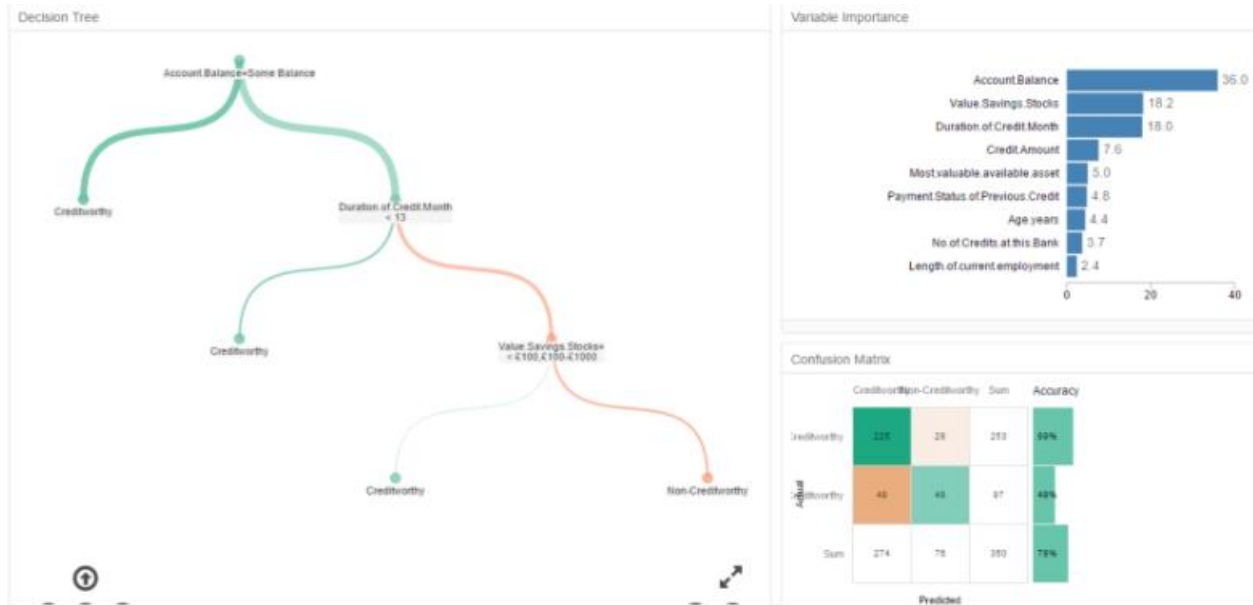 Decision Tree
Account.Balance=Some Balance
Creditworthy
Duration.of.Credit.Month
< 13
Creditworthy
Value.Savings.Stocks=
< £100,£100-£1000
Creditworthy
Non-Creditworthy
Variable Importance
Account.Balance
36.0
Value.Savings.Stocks
18.2
Duration.of.Credit.Month
18.0
Credit.Amount
7.6
Most.valuable.available.asset
5.0
Payment.Status.of.Previous.Credit
4.8
Age.years
4.4
No.of.Credits.at.this.Bank
3.7
Length.of.current.employment
2.4
0 20 40
Confusion Matrix
Sum Accuracy
225 28 253
97
Sum 274 76 350
Actual
Predicted